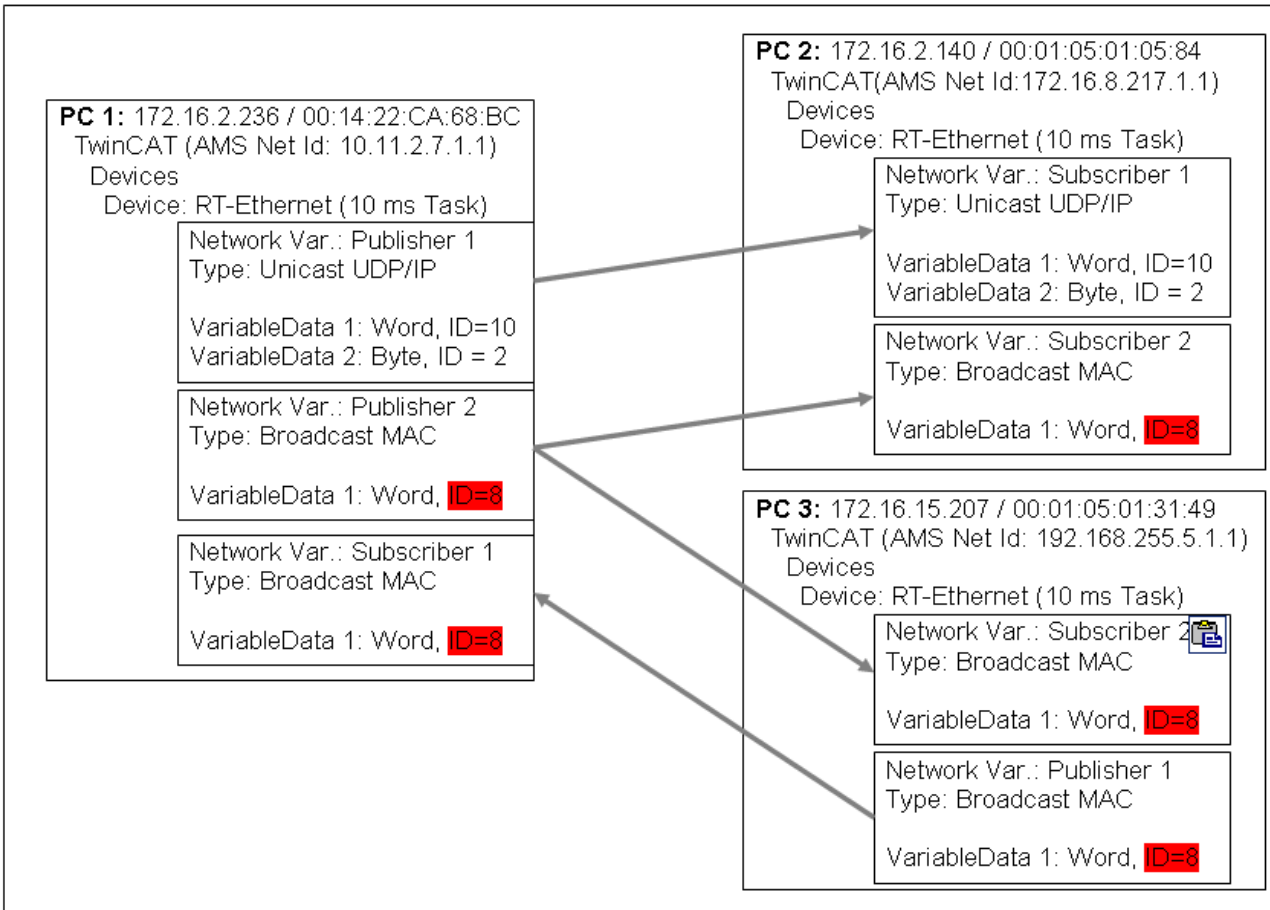 PC 1: 172.16.2.236 / 00:14:22:CA:68:BC
TwinCAT (AMS Net Id: 10.11.2.7.1.1)
Devices
Device: RT-Ethernet (10 ms Task)
Network Var.: Publisher 1
Type: Unicast UDP/IP
VariableData 1: Word, ID=10
VariableData 2: Byte, ID = 2
Network Var.: Publisher 2
Type: Broadcast MAC
VariableData 1: Word, ID=8
Network Var.: Subscriber 1
Type: Broadcast MAC
VariableData 1: Word, ID=8
PC 2: 172.16.2.140 / 00:01:05:01:05:84
TwinCAT(AMS Net Id:172.16.8.217.1.1)
Devices
Device: RT-Ethernet (10 ms Task)
Network Var.: Subscriber 1
Type: Unicast UDP/IP
VariableData 1: Word, ID=10
VariableData 2: Byte, ID = 2
Network Var.: Subscriber 2
Type: Broadcast MAC
VariableData 1: Word, ID=8
PC 3: 172.16.15.207 / 00:01:05:01:31:49
TwinCAT (AMS Net Id: 192.168.255.5.1.1)
Devices
Device: RT-Ethernet (10 ms Task)
Network Var.: Subscriber 2
Type: Broadcast MAC
VariableData 1: Word, ID=8
Network Var.: Publisher 1
Type: Broadcast MAC
VariableData 1: Word, ID=8